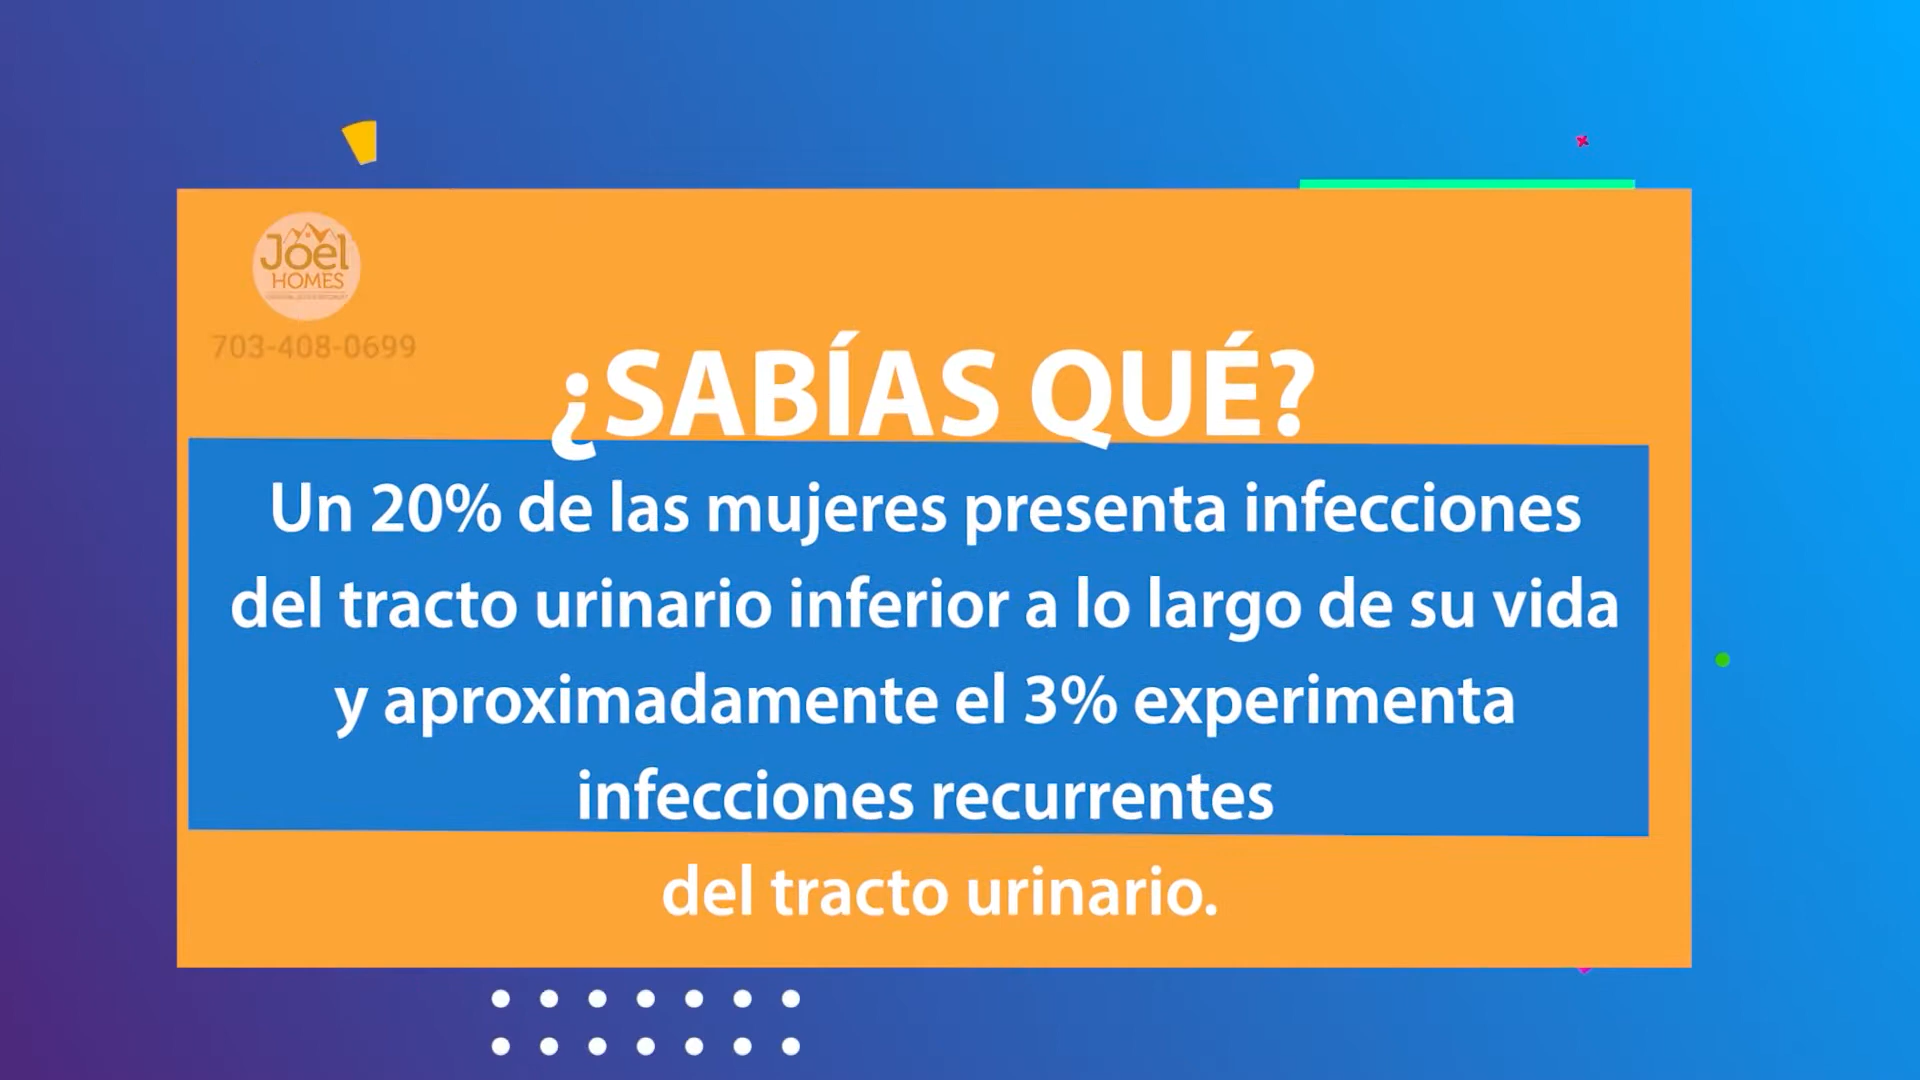 Joel
HOMES
703-408-0699
¿SABÍAS QUÉ?
Un 20% de las mujeres presenta infecciones
del tracto urinario inferior a lo largo de su vida
y aproximadamente el 3% experimenta
infecciones recurrentes
del tracto urinario.